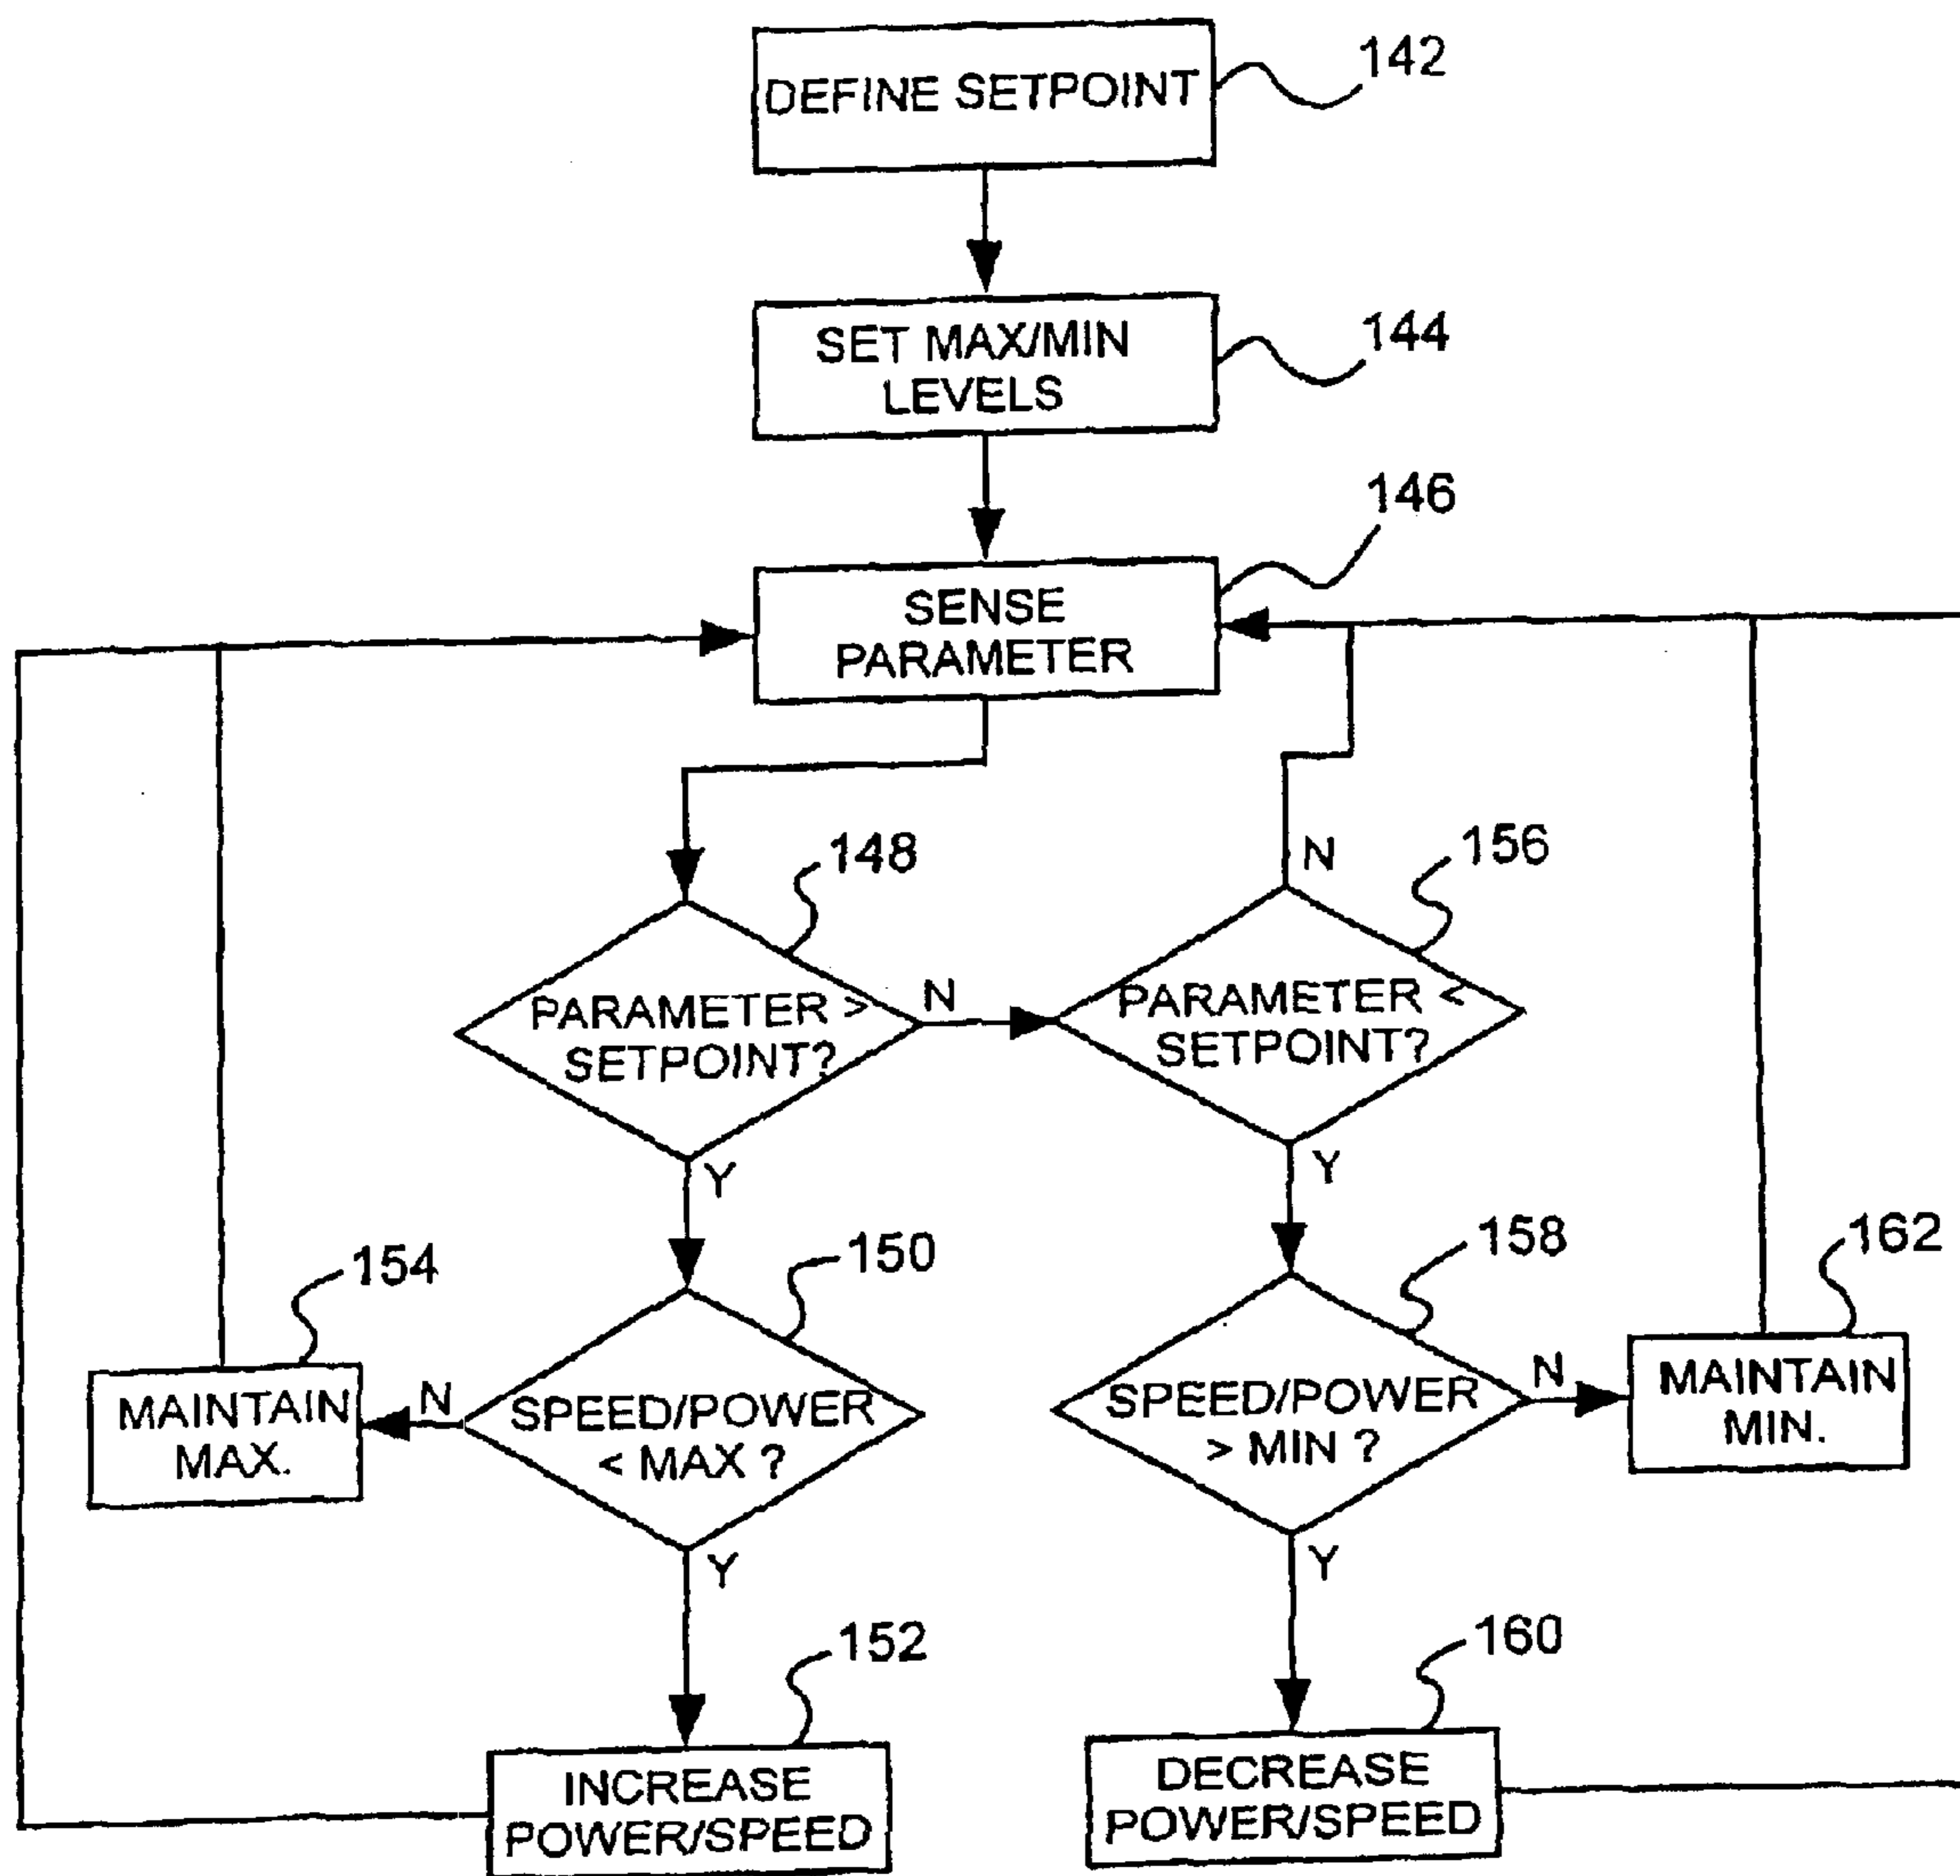 DEFINE SETPOINT
142
SET MAX/MIN
LEVELS
144
146
SENSE
PARAMETER
148
156
N
PARAMETER >
SETPOINT?
N
PARAMETER <
SETPOINT?
Y
Y
154
150
158
162
MAINTAIN
MAX.
N
SPEED/POWER
< MAX ?
SPEED/POWER
> MIN ?
N
MAINTAIN
MIN.
Y
Y
152
160
INCREASE
POWER/SPEED
DECREASE
POWER/SPEED